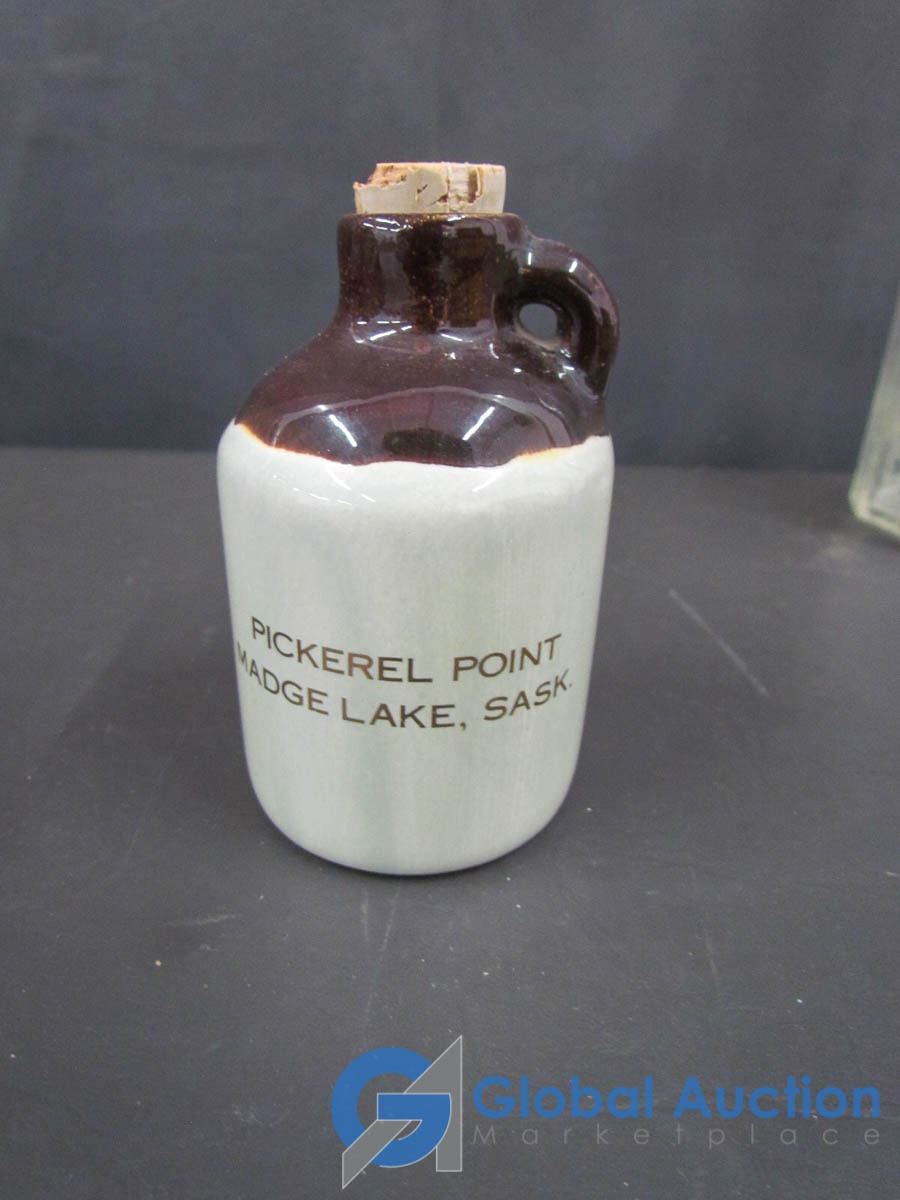 PICKEREL POINT
MADGE LAKE, SASK.
Global Auction
Marketplace